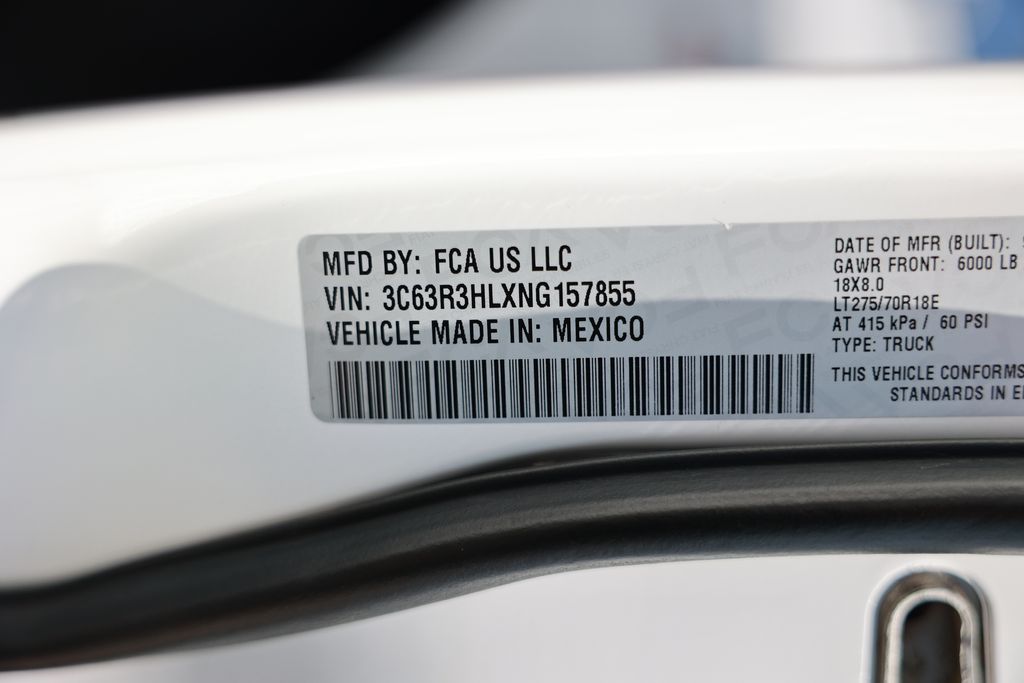 MFD BY: FCA US LLC
VIN: 3C63R3HLXNG157855
VEHICLE MADE IN: MEXICO
DATE OF MFR (BUILT):
GAWR FRONT: 6000 LB
18X8.0
LT275/70R18E
AT 415 kPa / 60 PSI
TYPE: TRUCK
THIS VEHICLE CONFORMS
STANDARDS IN